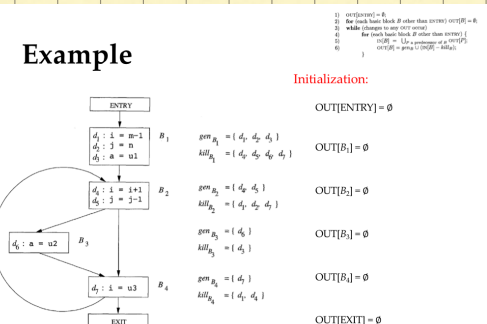 1) OUT[ENTRY] = ∅;
2) for (each basic block B other than ENTRY) OUT[B] = ∅;
3) while (changes to any OUT occur)
4) for (each basic block B other than ENTRY) {
5) IN[B] = ⋃P a predecessor of B OUT[P];
6) OUT[B] = genB ∪ (IN[B] − killB);
}
Example
Initialization:
ENTRY
OUT[ENTRY] = ∅
d1 : i = m-1
d2 : j = n
d3 : a = u1
B1
genB1 = { d1, d2, d3 }
killB1 = { d4, d5, d6, d7 }
OUT[B1] = ∅
d4 : i = i+1
d5 : j = j-1
B2
genB2 = { d4, d5 }
killB2 = { d1, d2, d7 }
OUT[B2] = ∅
d6 : a = u2
B3
genB3 = { d6 }
killB3 = { d3 }
OUT[B3] = ∅
d7 : i = u3
B4
genB4 = { d7 }
killB4 = { d1, d4 }
OUT[B4] = ∅
EXIT
OUT[EXIT] = ∅